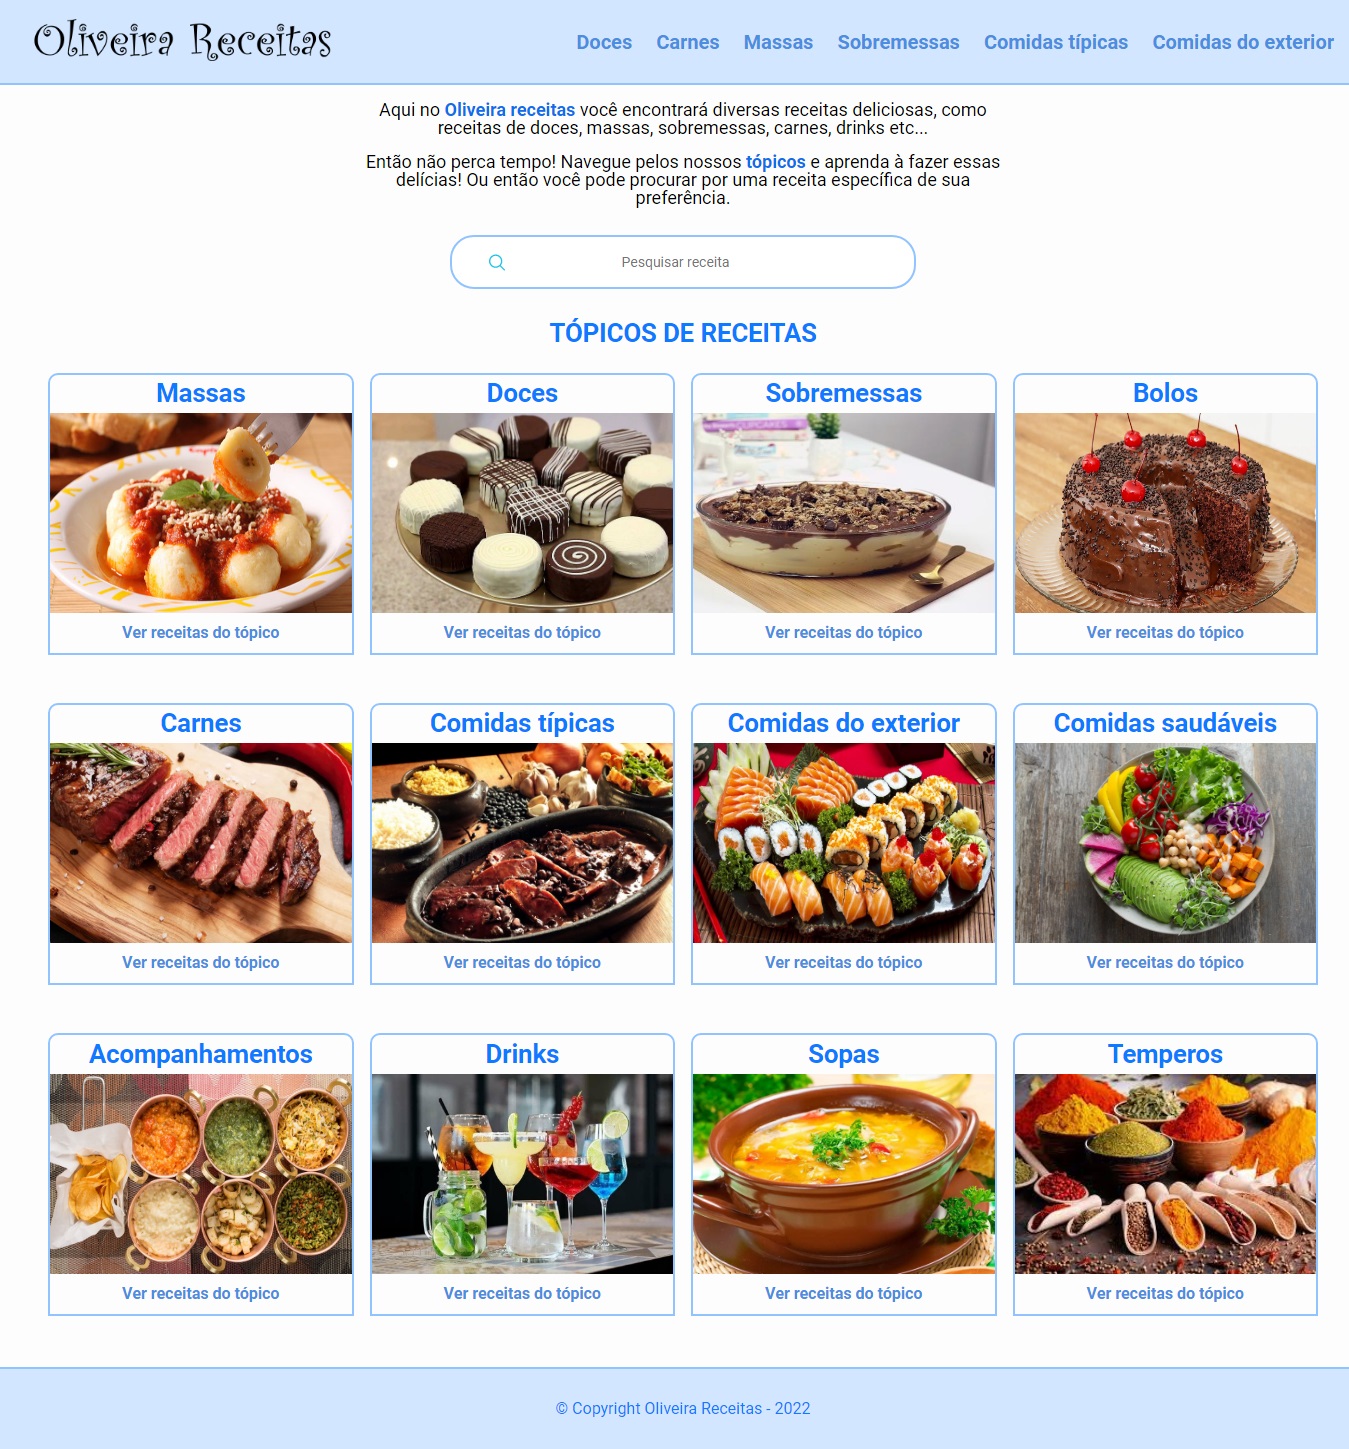 Oliveira Receitas
Doces Carnes Massas Sobremessas Comidas típicas Comidas do exterior
Aqui no Oliveira receitas você encontrará diversas receitas deliciosas, como
receitas de doces, massas, sobremessas, carnes, drinks etc...
Então não perca tempo! Navegue pelos nossos tópicos e aprenda à fazer essas
delícias! Ou então você pode procurar por uma receita específica de sua
preferência.
Pesquisar receita
TÓPICOS DE RECEITAS
Massas Doces Sobremessas Bolos
CUPCAKES
Ver receitas do tópico Ver receitas do tópico Ver receitas do tópico Ver receitas do tópico
Carnes Comidas típicas Comidas do exterior Comidas saudáveis
Ver receitas do tópico Ver receitas do tópico Ver receitas do tópico Ver receitas do tópico
Acompanhamentos Drinks Sopas Temperos
Ver receitas do tópico Ver receitas do tópico Ver receitas do tópico Ver receitas do tópico
© Copyright Oliveira Receitas - 2022